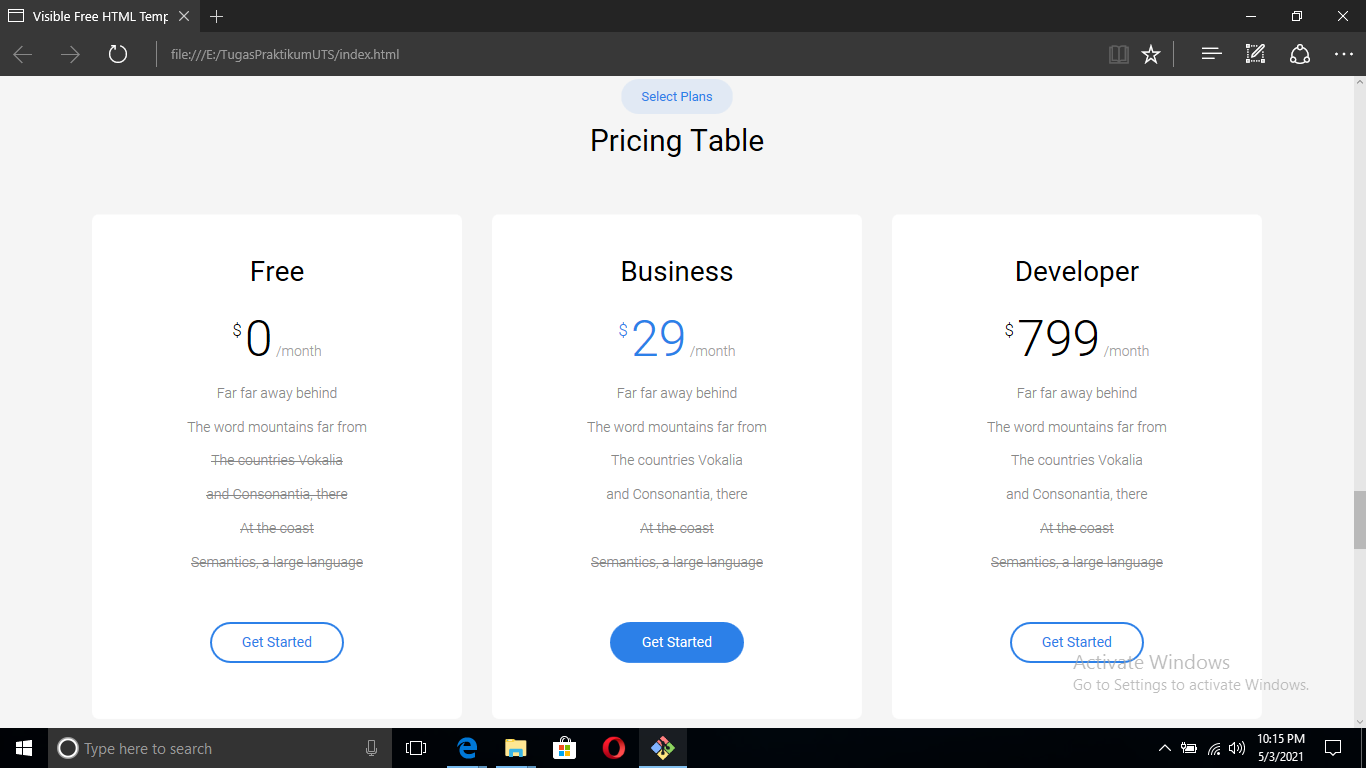 Visible Free HTML Temp
file:///E:/TugasPraktikumUTS/index.html
Select Plans
Pricing Table
Free
$0 /month
Far far away behind
The word mountains far from
The countries Vokalia
and Consonantia, there
At the coast
Semantics, a large language
Get Started
Business
$29 /month
Far far away behind
The word mountains far from
The countries Vokalia
and Consonantia, there
At the coast
Semantics, a large language
Get Started
Developer
$799 /month
Far far away behind
The word mountains far from
The countries Vokalia
and Consonantia, there
At the coast
Semantics, a large language
Get Started
Activate Windows
Go to Settings to activate Windows.
Type here to search
10:15 PM
5/3/2021